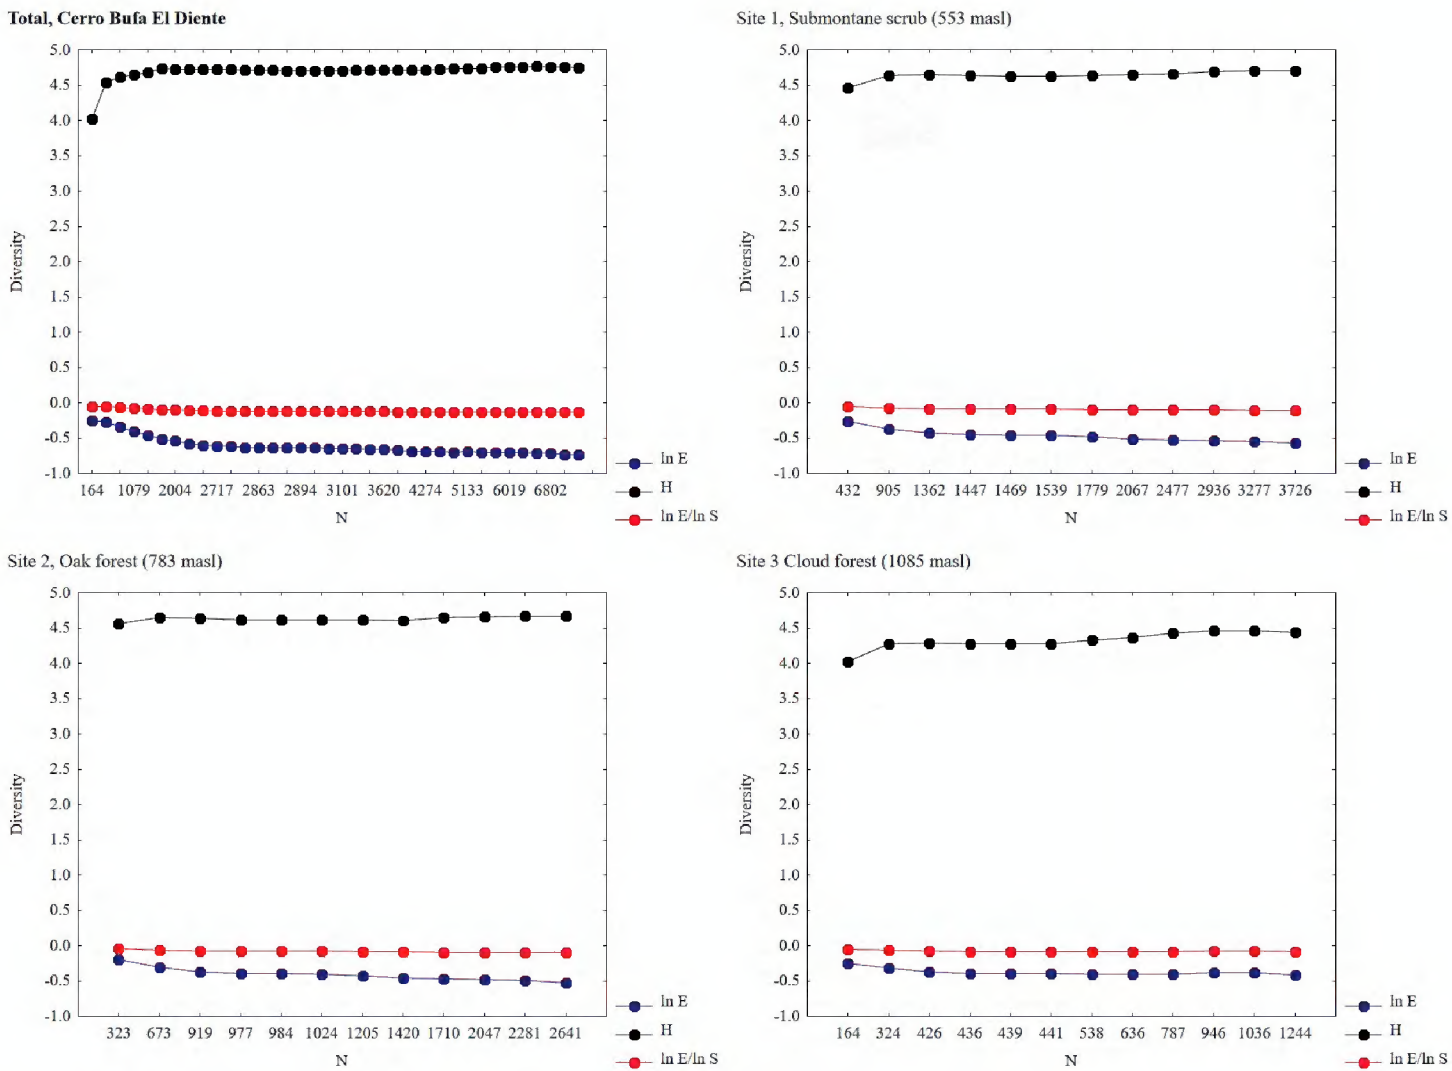 Total, Cerro Bufa El Diente
5.0
4.5
4.0
3.5
3.0
2.5
2.0
1.5
1.0
0.5
0.0
-0.5
-1.0
Diversity
164 1079 2004 2717 2863 2894 3101 3620 4274 5133 6019 6802
N
ln E
H
ln E/ln S
Site 1, Submontane scrub (553 masl)
5.0
4.5
4.0
3.5
3.0
2.5
2.0
1.5
1.0
0.5
0.0
-0.5
-1.0
Diversity
432 905 1362 1447 1469 1539 1779 2067 2477 2936 3277 3726
N
ln E
H
ln E/ln S
Site 2, Oak forest (783 masl)
5.0
4.5
4.0
3.5
3.0
2.5
2.0
1.5
1.0
0.5
0.0
-0.5
-1.0
Diversity
323 673 919 977 984 1024 1205 1420 1710 2047 2281 2641
N
ln E
H
ln E/ln S
Site 3 Cloud forest (1085 masl)
5.0
4.5
4.0
3.5
3.0
2.5
2.0
1.5
1.0
0.5
0.0
-0.5
-1.0
Diversity
164 324 426 436 439 441 538 636 787 946 1036 1244
N
ln E
H
ln E/ln S